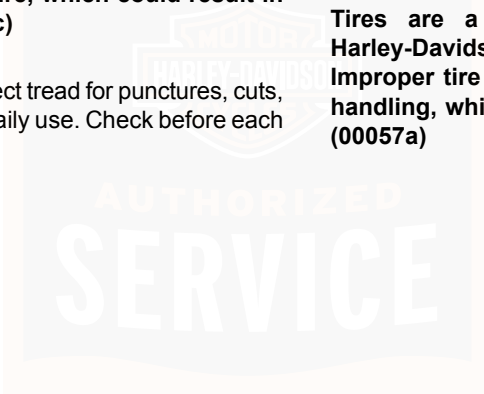 re, which could result in
c)
ect tread for punctures, cuts,
aily use. Check before each
Tires are a
Harley-Davids
Improper tire
handling, whi
(00057a)
MOTOR
HARLEY-DAVIDSON
AUTHORIZED
SERVICE